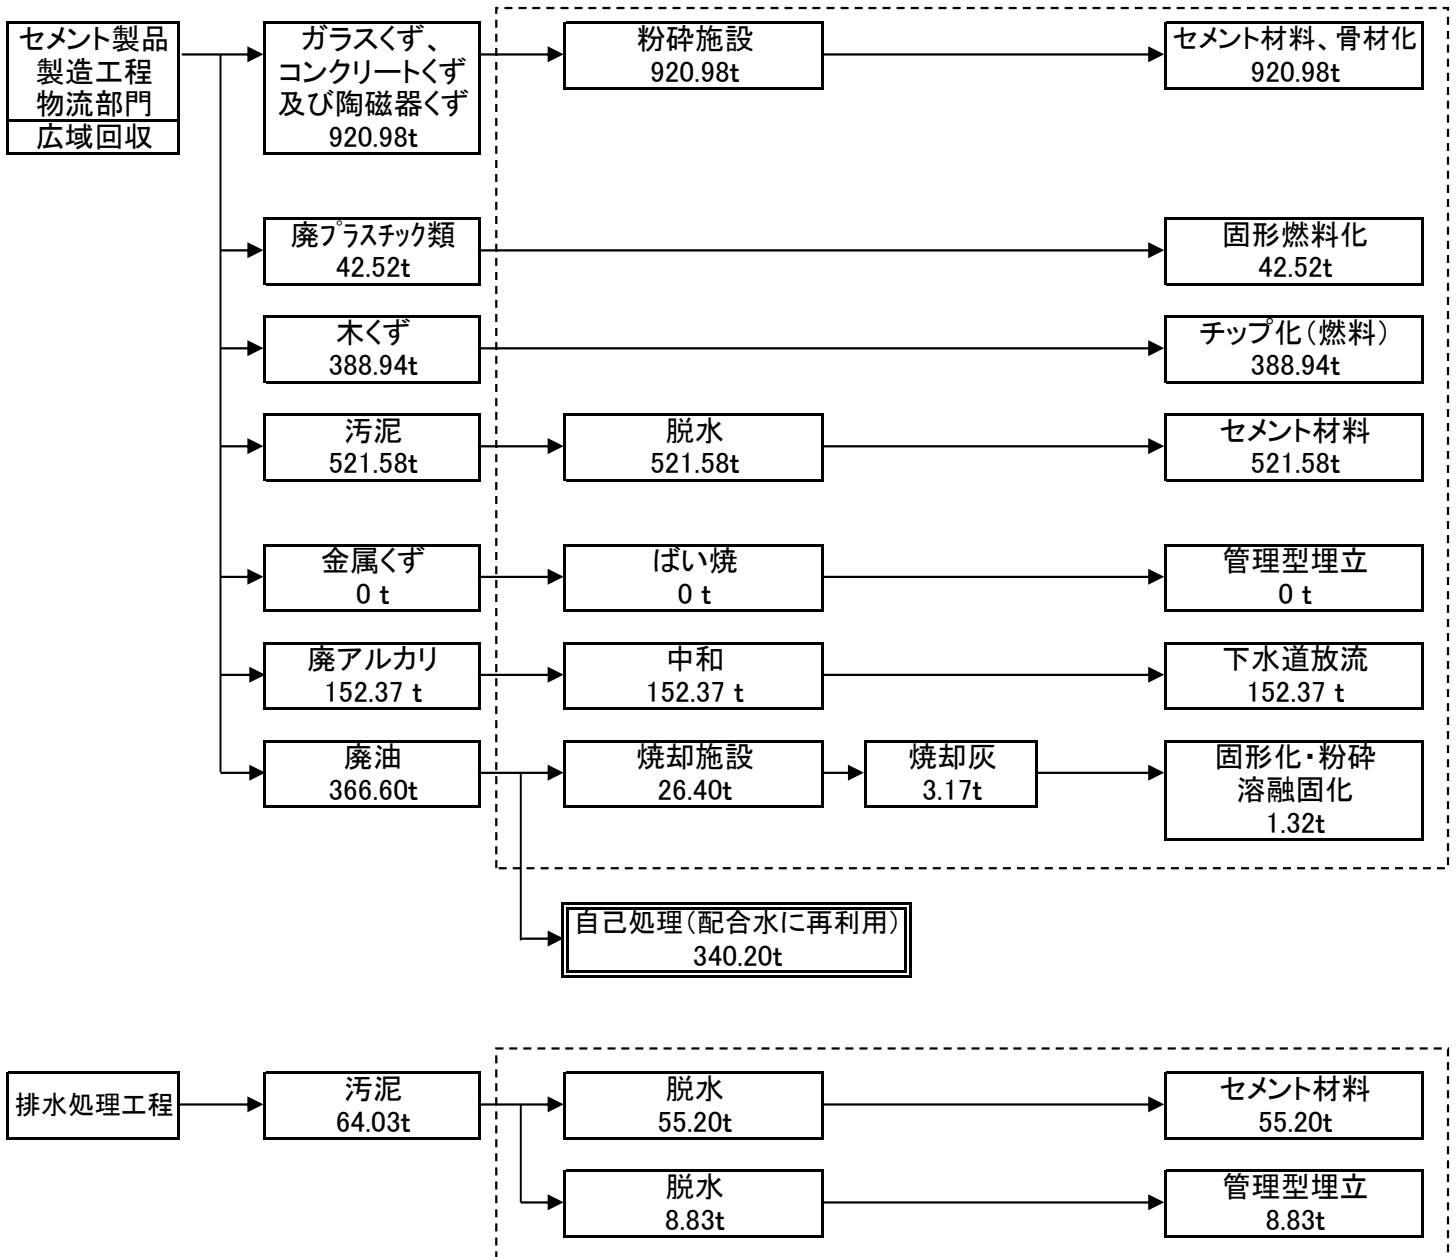 セメント製品
製造工程
物流部門
広域回収
ガラスくず、
コンクリートくず
及び陶磁器くず
920.98t
粉砕施設
920.98t
セメント材料、骨材化
920.98t
廃プラスチック類
42.52t
固形燃料化
42.52t
木くず
388.94t
チップ化(燃料)
388.94t
汚泥
521.58t
脱水
521.58t
セメント材料
521.58t
金属くず
0 t
ばい焼
0 t
管理型埋立
0 t
廃アルカリ
152.37 t
中和
152.37 t
下水道放流
152.37 t
廃油
366.60t
焼却施設
26.40t
焼却灰
3.17t
固形化・粉砕
溶融固化
1.32t
自己処理(配合水に再利用)
340.20t
排水処理工程
汚泥
64.03t
脱水
55.20t
セメント材料
55.20t
脱水
8.83t
管理型埋立
8.83t